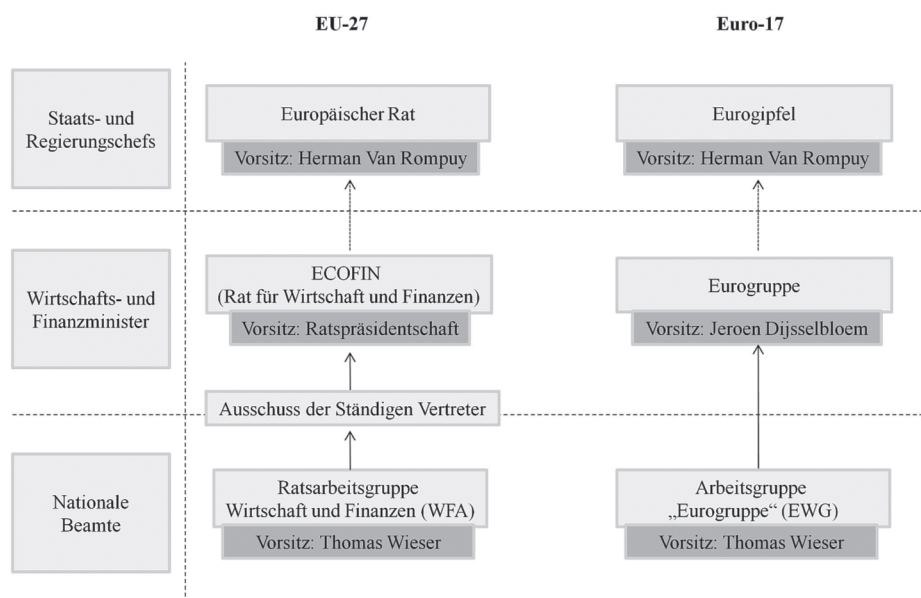 EU-27
Euro-17
Staats- und
Regierungschefs
Europäischer Rat
Vorsitz: Herman Van Rompuy
Eurogipfel
Vorsitz: Herman Van Rompuy
Wirtschafts- und
Finanzminister
ECOFIN
(Rat für Wirtschaft und Finanzen)
Vorsitz: Ratspräsidentschaft
Eurogruppe
Vorsitz: Jeroen Dijsselbloem
Ausschuss der Ständigen Vertreter
Nationale
Beamte
Ratsarbeitsgruppe
Wirtschaft und Finanzen (WFA)
Vorsitz: Thomas Wieser
Arbeitsgruppe
„Eurogruppe“ (EWG)
Vorsitz: Thomas Wieser